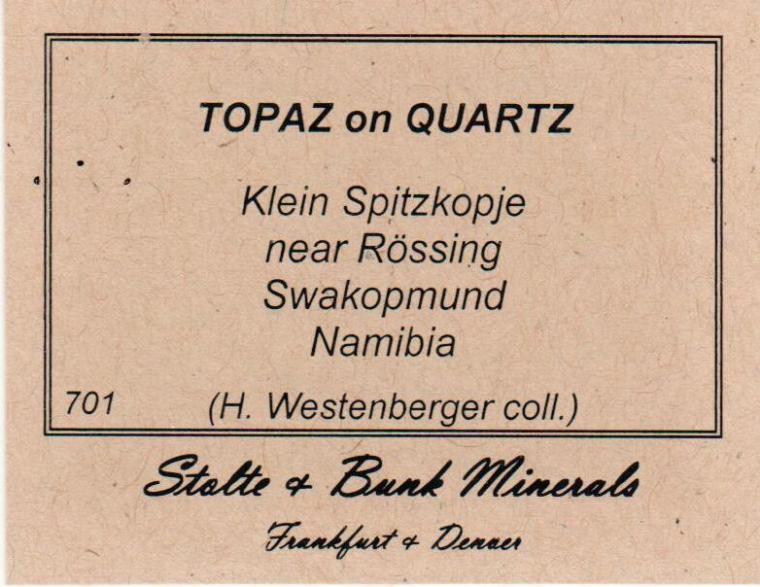 TOPAZ on QUARTZ
Klein Spitzkopje
near Rössing
Swakopmund
Namibia
701 (H. Westenberger coll.)
Stolte & Bunk Minerals
Frankfurt & Denver